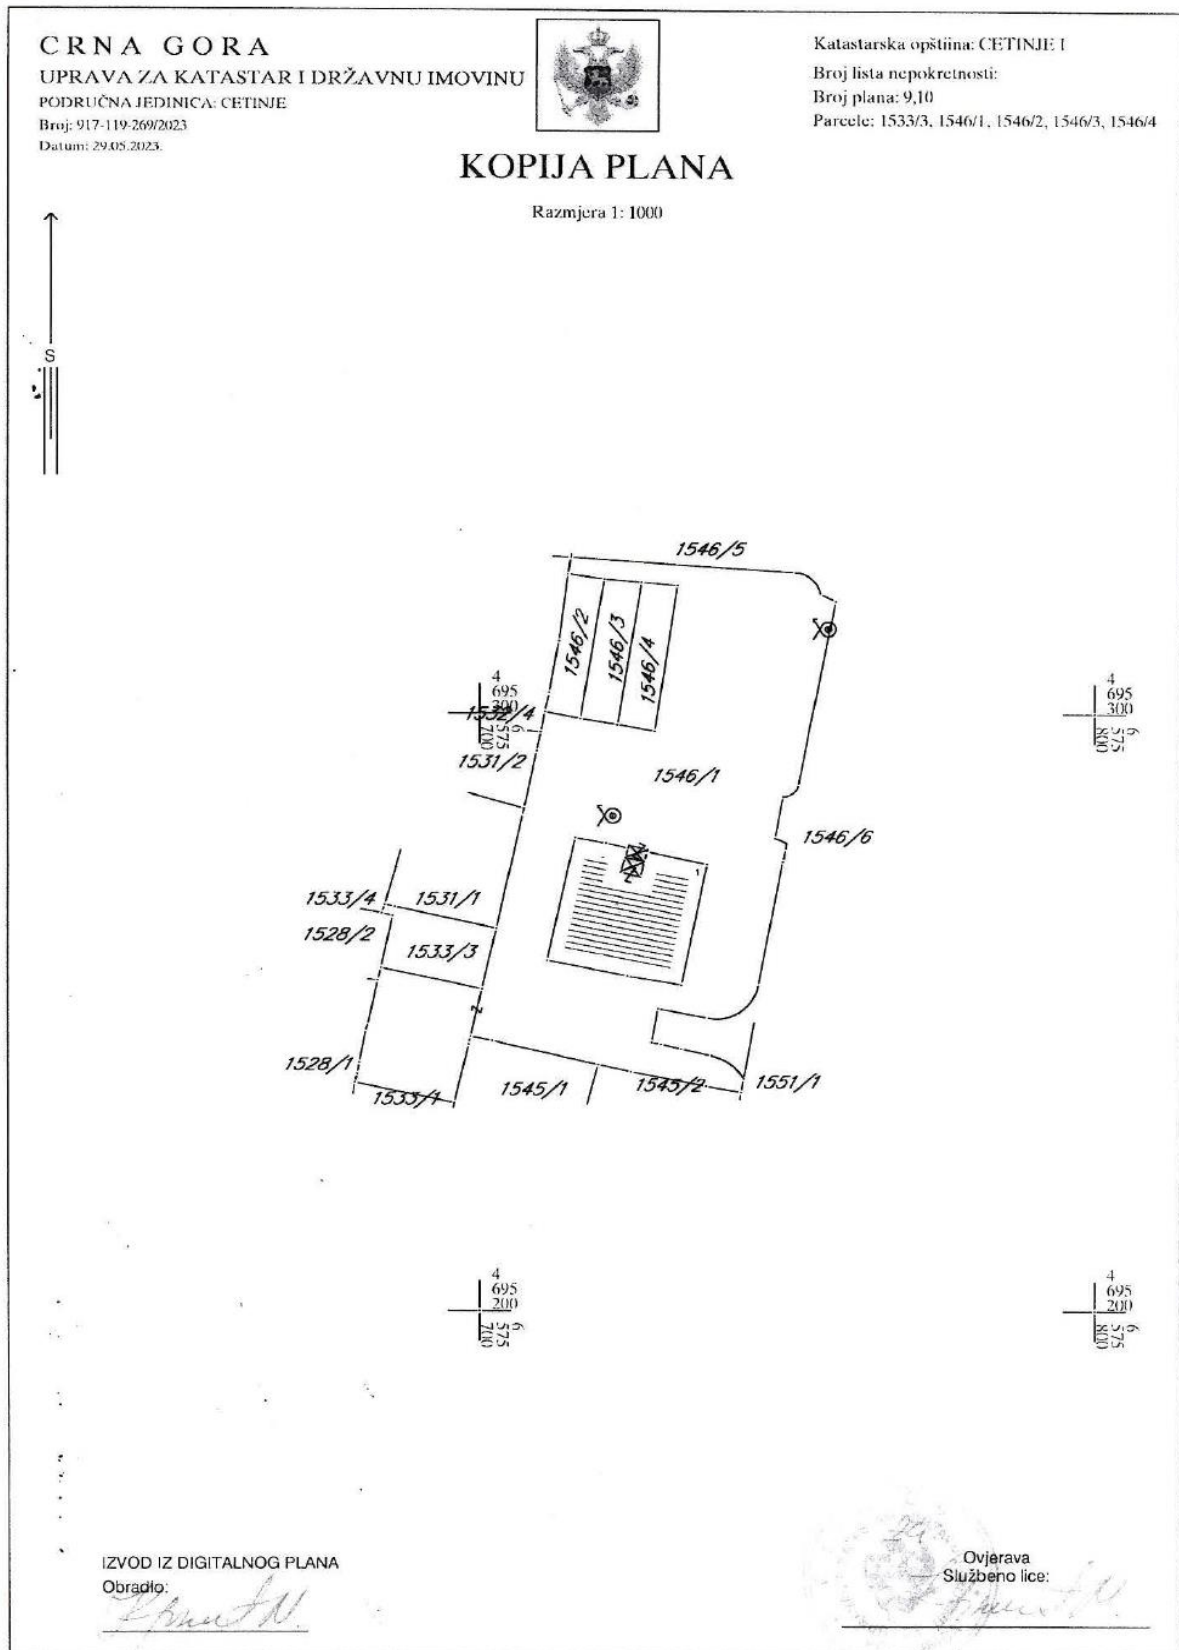 CRNA GORA
UPRAVA ZA KATASTAR I DRŽAVNU IMOVINU
PODRUČNA JEDINICA: CETINJE
Broj: 917-119-269/2023
Datum: 29.05.2023.
Katastarska opština: CETINJE I
Broj lista nepokretnosti:
Broj plana: 9,10
Parcele: 1533/3, 1546/1, 1546/2, 1546/3, 1546/4
KOPIJA PLANA
Razmjera 1: 1000
S
1546/5
1546/2
1546/3
1546/4
4
695
300
6
575
700
1532/4
1531/2
4
695
300
6
575
800
1546/1
1546/6
1
1533/4
1531/1
1528/2
1533/3
1528/1
1533/1
1545/1
1545/2
1551/1
4
695
200
6
575
700
4
695
200
6
575
800
IZVOD IZ DIGITALNOG PLANA
Obradio:
Ovjerava
Službeno lice: